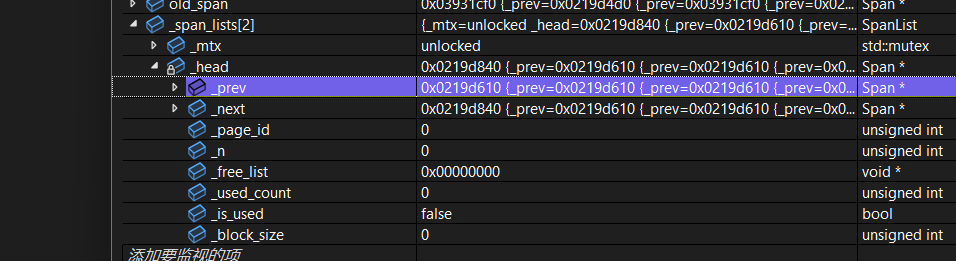 old_span 0x03931cf0 {_prev=0x0219d4d0 {_prev=0x03931cf0 {_prev=0x02... Span *
_span_lists[2] {_mtx=unlocked _head=0x0219d840 {_prev=0x0219d610 {_prev=... SpanList
_mtx unlocked std::mutex
_head 0x0219d840 {_prev=0x0219d610 {_prev=0x0219d610 {_prev=0x0... Span *
_prev 0x0219d610 {_prev=0x0219d610 {_prev=0x0219d610 {_prev=0x0... Span *
_next 0x0219d840 {_prev=0x0219d610 {_prev=0x0219d610 {_prev=0x0... Span *
_page_id 0 unsigned int
_n 0 unsigned int
_free_list 0x00000000 void *
_used_count 0 unsigned int
_is_used false bool
_block_size 0 unsigned int
添加要监视的项